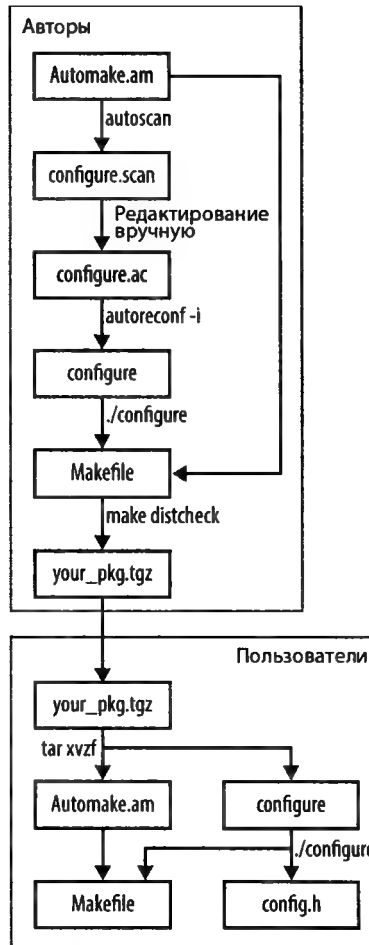 Авторы
Automake.am
autoscan
configure.scan
Редактирование
вручную
configure.ac
autoreconf -i
configure
./configure
Makefile
make distcheck
your_pkg.tgz
Пользователи
your_pkg.tgz
tar xvzf
Automake.am
configure
./configure
Makefile
config.h